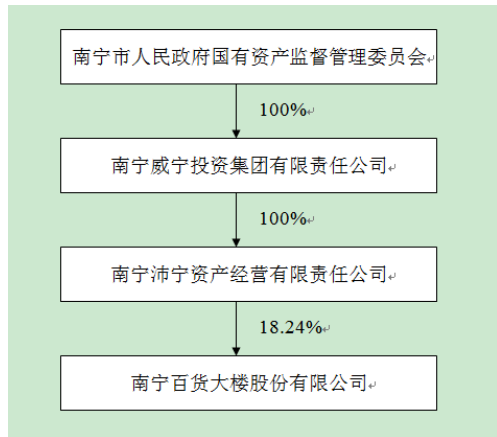 南宁市人民政府国有资产监督管理委员会
100%
南宁威宁投资集团有限责任公司
100%
南宁沛宁资产经营有限责任公司
18.24%
南宁百货大楼股份有限公司